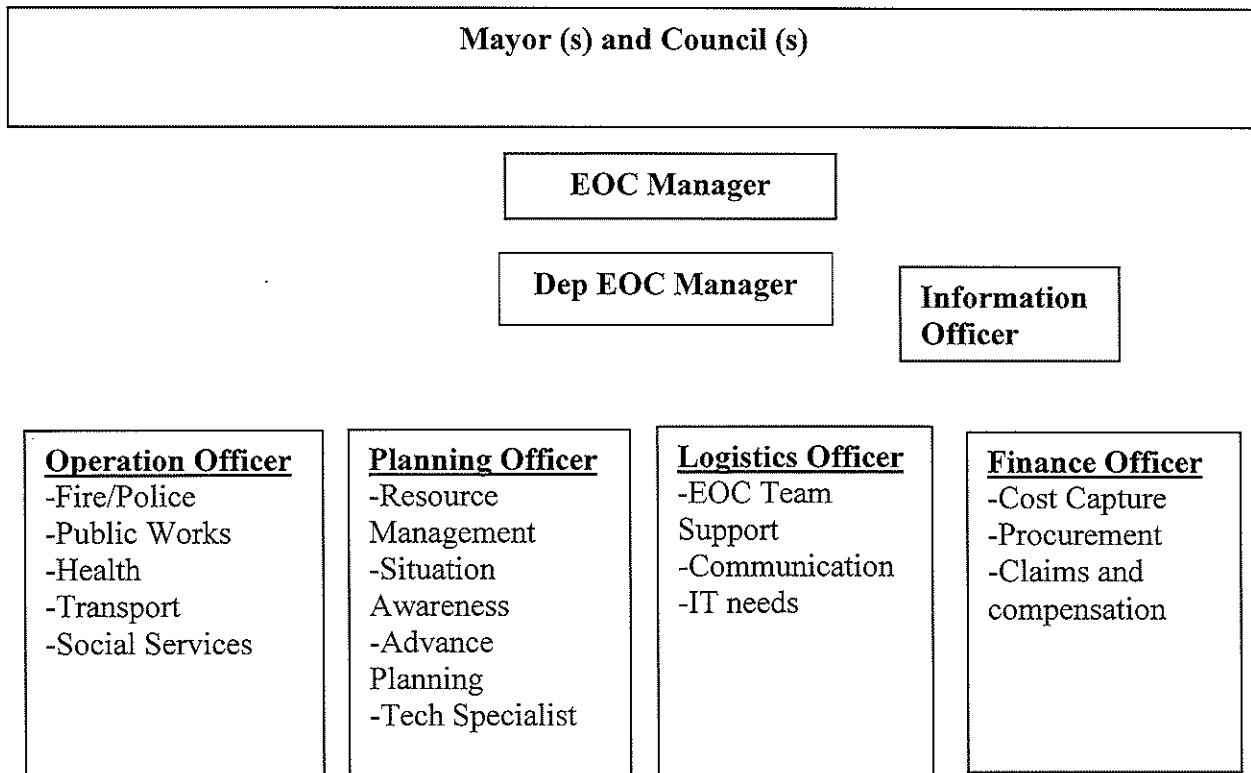 Mayor (s) and Council (s)
EOC Manager
Dep EOC Manager
Information
Officer
Operation Officer
-Fire/Police
-Public Works
-Health
-Transport
-Social Services
Planning Officer
-Resource
Management
-Situation
Awareness
-Advance
Planning
-Tech Specialist
Logistics Officer
-EOC Team
Support
-Communication
-IT needs
Finance Officer
-Cost Capture
-Procurement
-Claims and
compensation